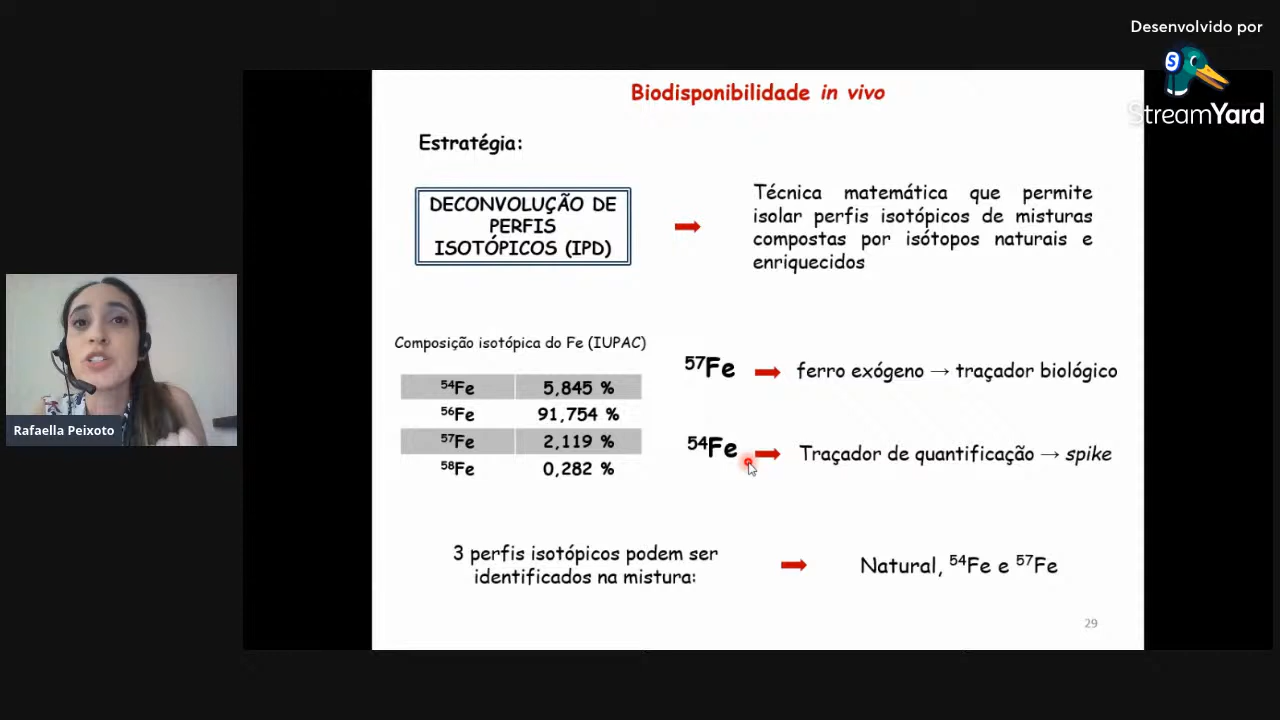 Desenvolvido por
StreamYard
Biodisponibilidade in vivo
Estratégia:
DECONVOLUÇÃO DE
PERFIS
ISOTÓPICOS (IPD)
Técnica matemática que permite
isolar perfis isotópicos de misturas
compostas por isótopos naturais e
enriquecidos
Composição isotópica do Fe (IUPAC)
⁵⁴Fe 5,845 %
⁵⁶Fe 91,754 %
⁵⁷Fe 2,119 %
⁵⁸Fe 0,282 %
⁵⁷Fe ferro exógeno → traçador biológico
⁵⁴Fe Traçador de quantificação → spike
3 perfis isotópicos podem ser
identificados na mistura:
Natural, ⁵⁴Fe e ⁵⁷Fe
29
Rafaella Peixoto